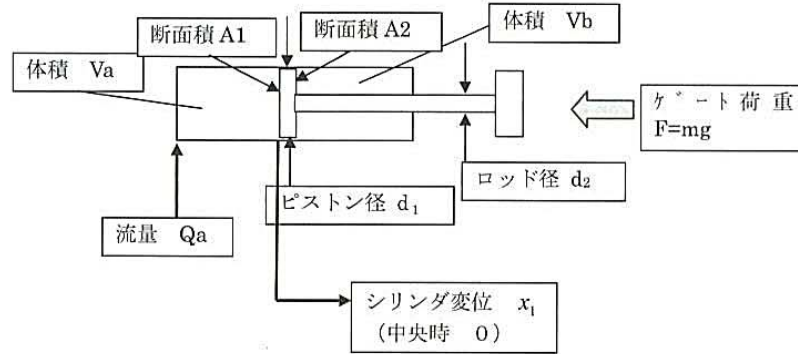 断面積 A1
断面積 A2
体積 Vb
体積 Va
ｹﾞｰﾄ荷重
F=mg
ロッド径 d₂
ピストン径 d₁
流量 Qa
シリンダ変位 x₁
（中央時 0）